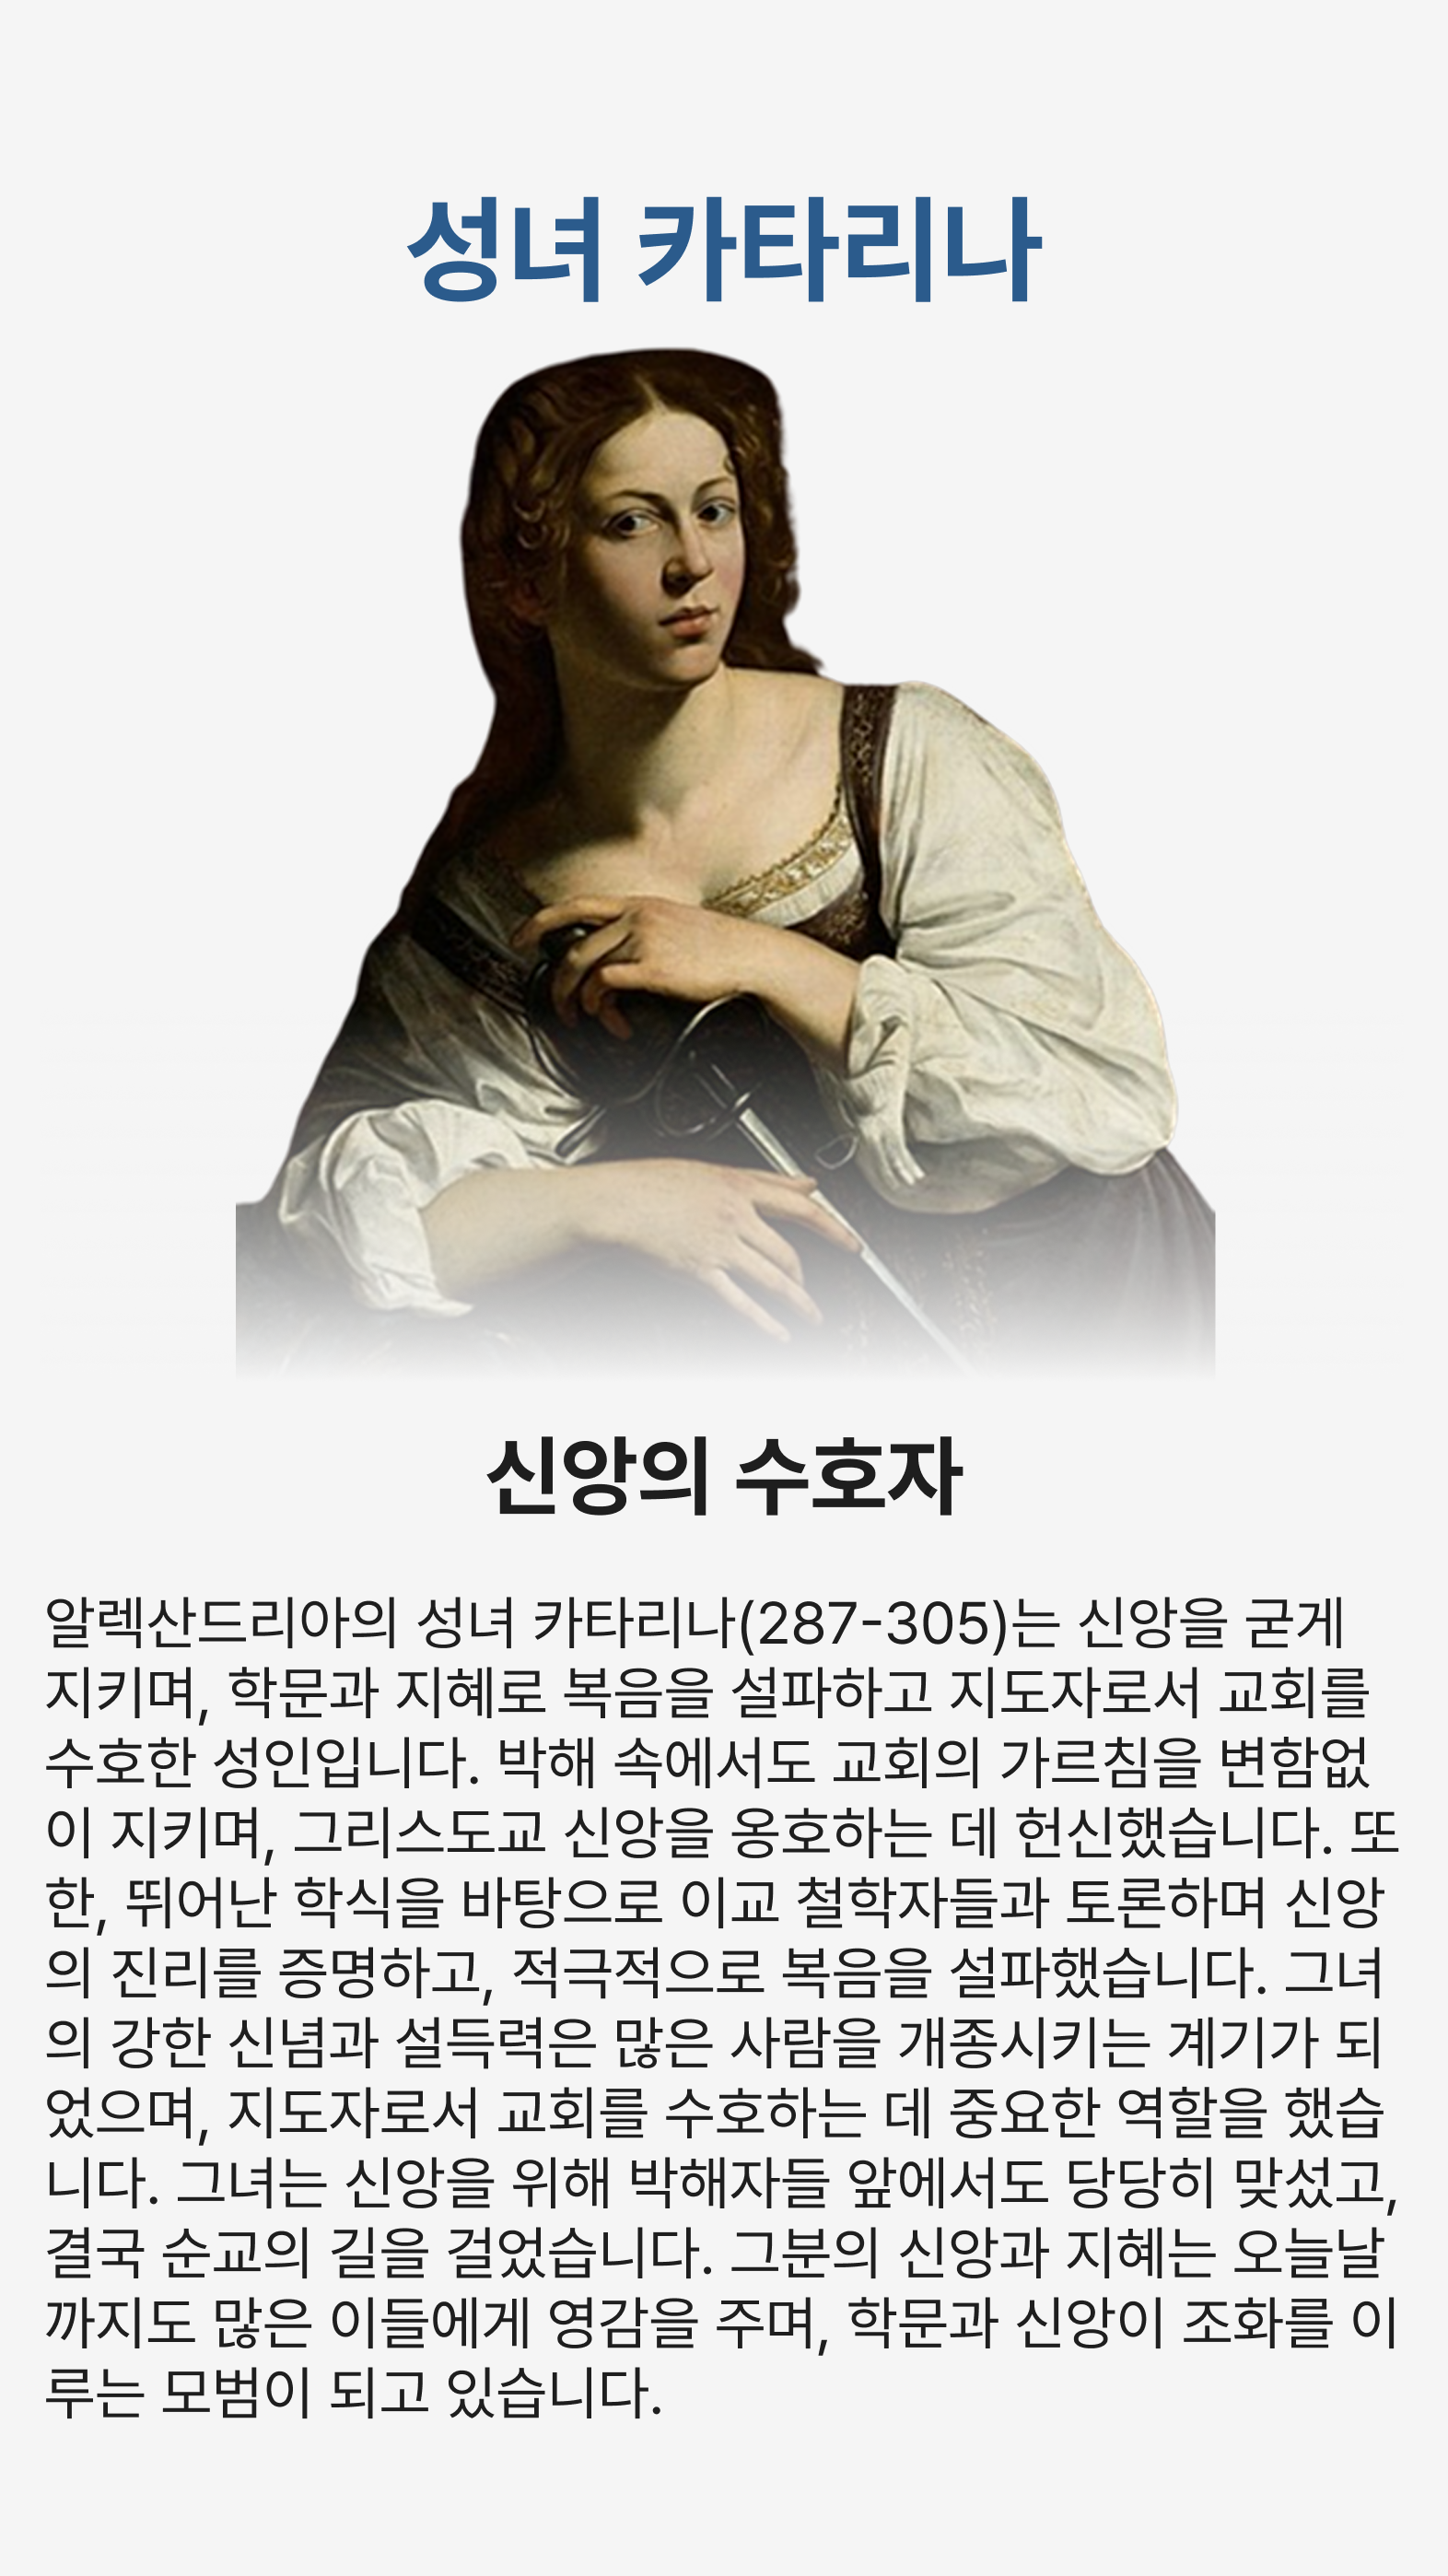 성녀 카타리나
신앙의 수호자
알렉산드리아의 성녀 카타리나(287-305)는 신앙을 굳게
지키며, 학문과 지혜로 복음을 설파하고 지도자로서 교회를
수호한 성인입니다. 박해 속에서도 교회의 가르침을 변함없
이 지키며, 그리스도교 신앙을 옹호하는 데 헌신했습니다. 또
한, 뛰어난 학식을 바탕으로 이교 철학자들과 토론하며 신앙
의 진리를 증명하고, 적극적으로 복음을 설파했습니다. 그녀
의 강한 신념과 설득력은 많은 사람을 개종시키는 계기가 되
었으며, 지도자로서 교회를 수호하는 데 중요한 역할을 했습
니다. 그녀는 신앙을 위해 박해자들 앞에서도 당당히 맞섰고,
결국 순교의 길을 걸었습니다. 그분의 신앙과 지혜는 오늘날
까지도 많은 이들에게 영감을 주며, 학문과 신앙이 조화를 이
루는 모범이 되고 있습니다.